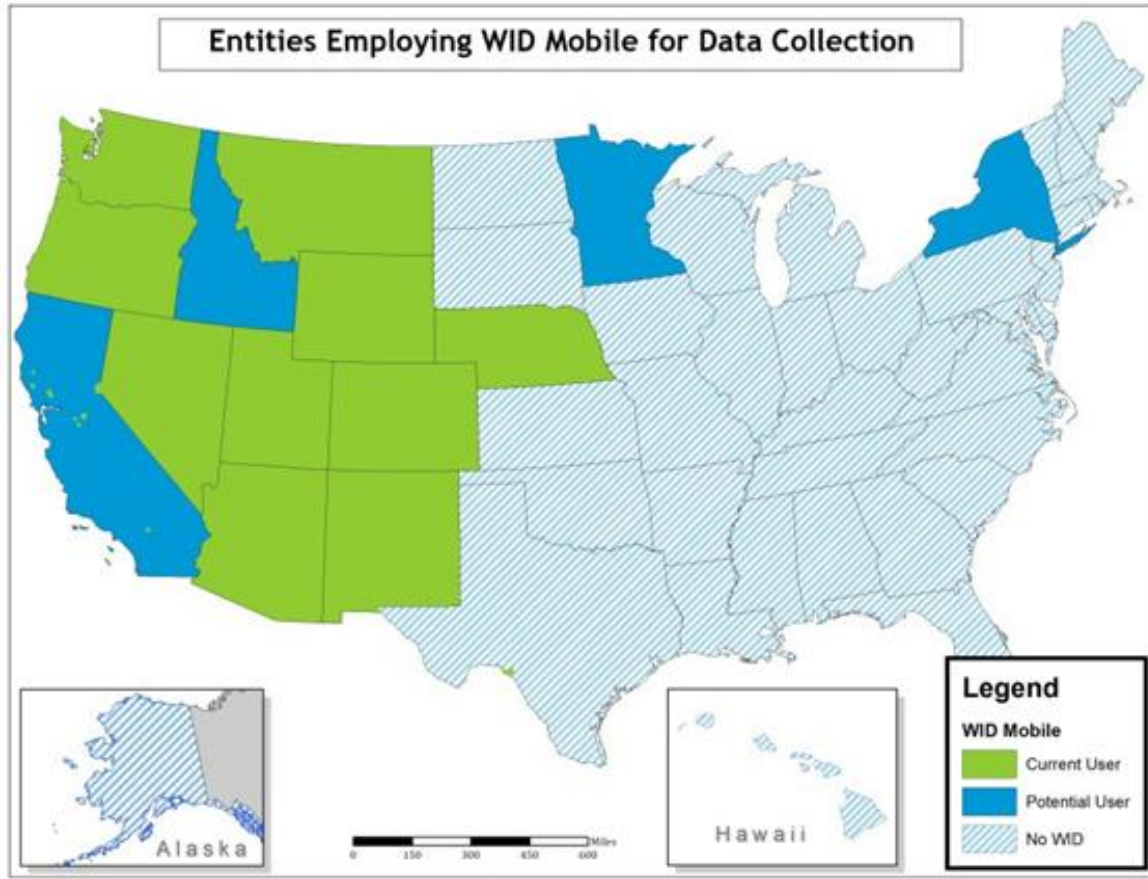 Entities Employing WID Mobile for Data Collection
Legend
WID Mobile
Current User
Potential User
No WID
Alaska
Hawaii
Miles
0 150 300 450 600